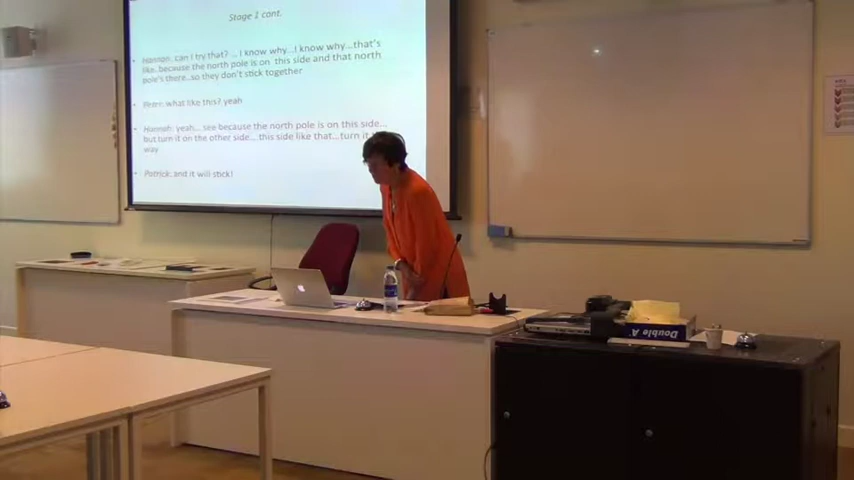 Stage 1 cont.
Hannah: can I try that? ... I know why...I know why...that's
like..because the north pole is on this side and that north
pole's there..so they don't stick together
what like this? yeah
Hannah: yeah... see because the north pole is on this side...
but turn it on the other side... this side like that...turn it
way
Patrick: and it will stick!
Double A